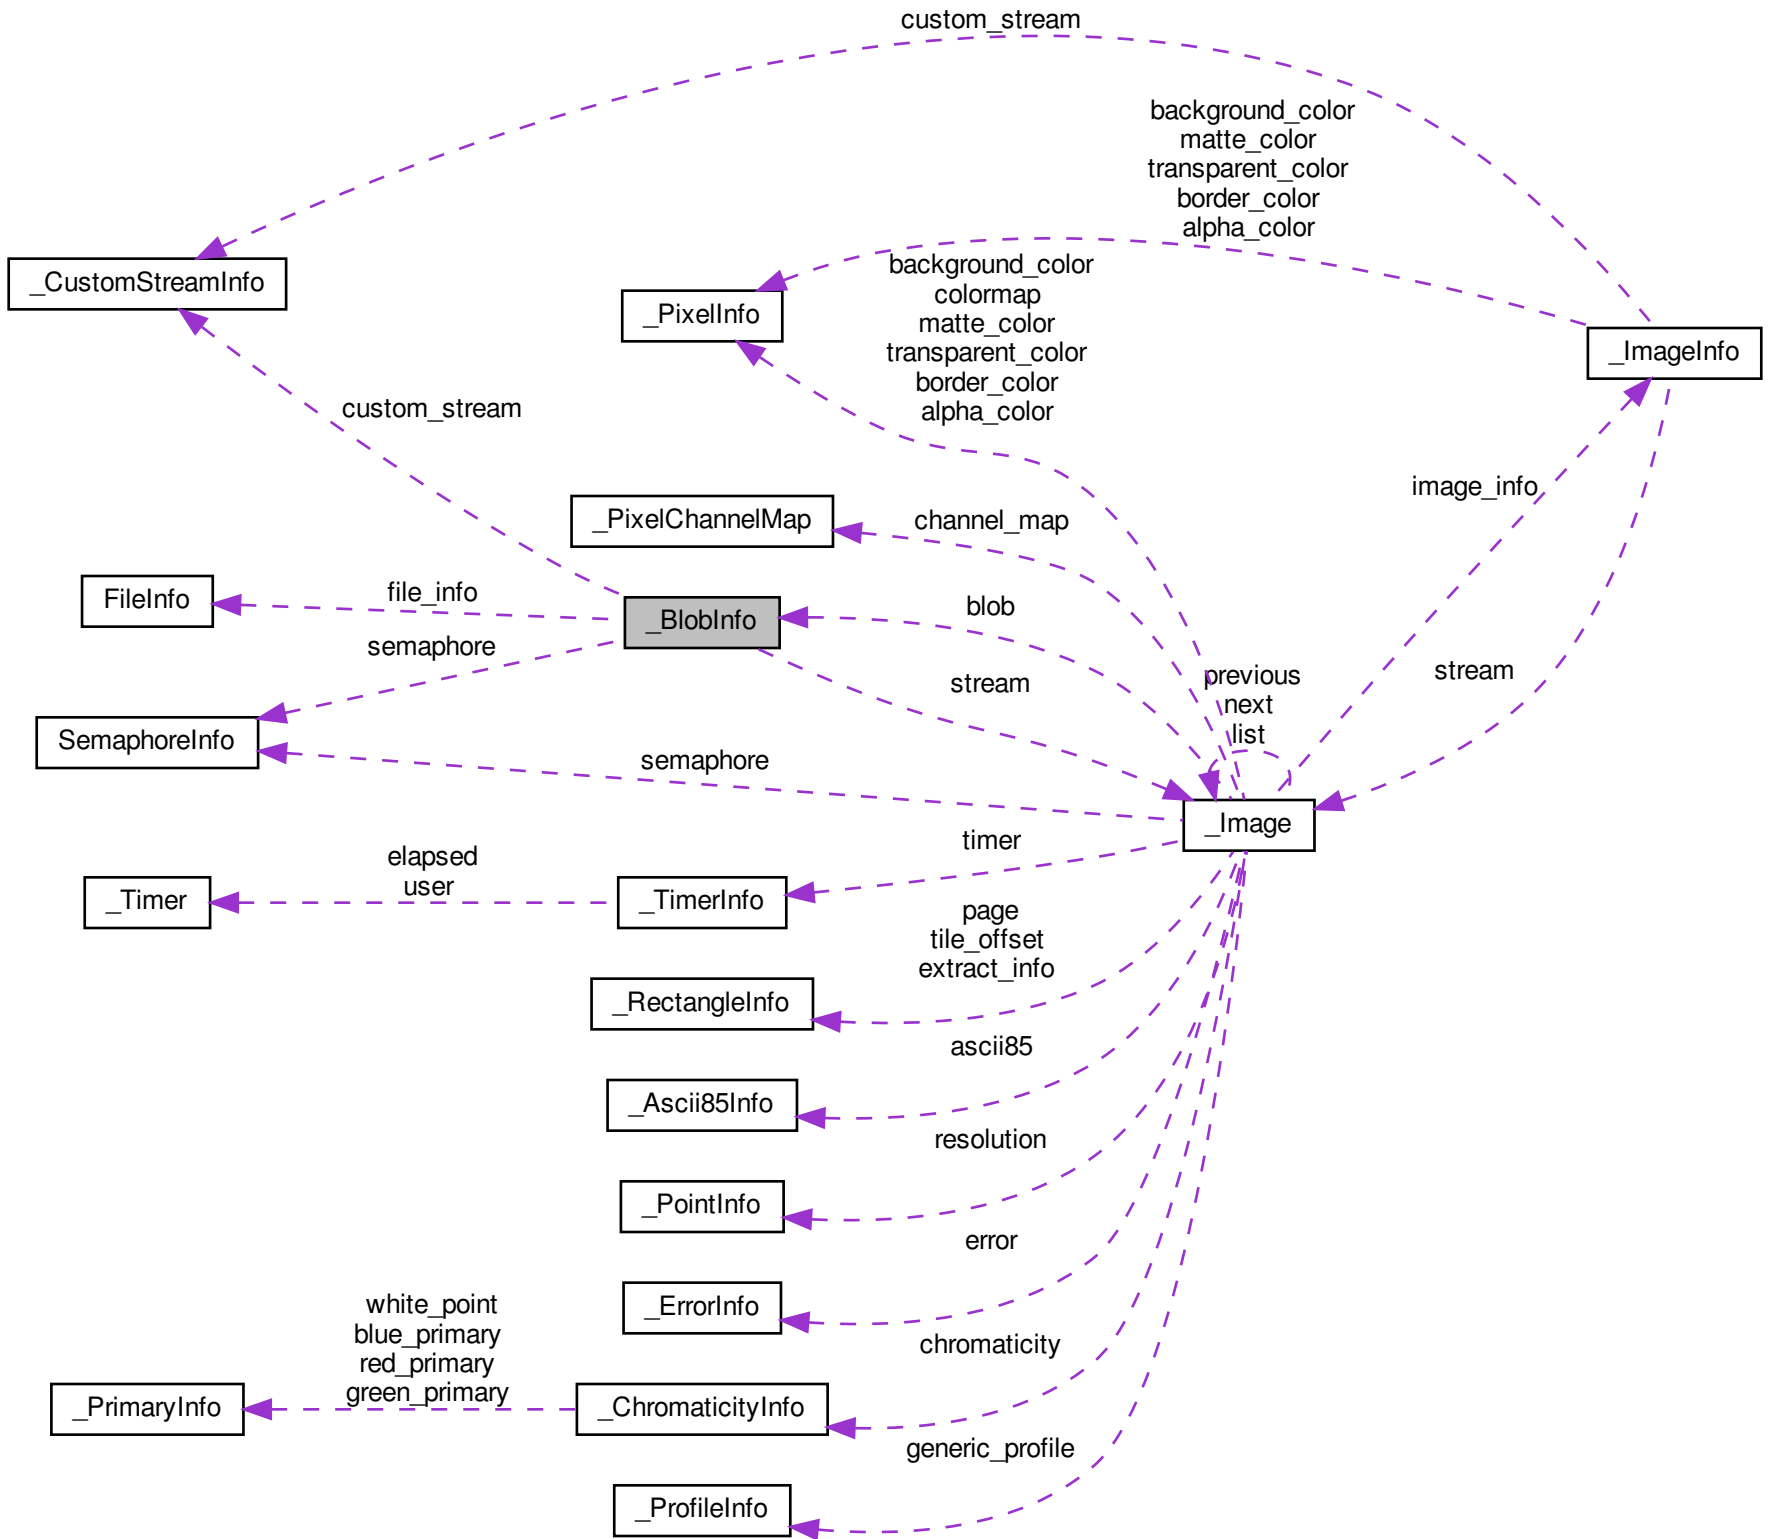 custom_stream
background_color
matte_color
transparent_color
border_color
alpha_color
_CustomStreamInfo
background_color
colormap
matte_color
transparent_color
border_color
alpha_color
_PixelInfo
_ImageInfo
custom_stream
image_info
_PixelChannelMap
channel_map
FileInfo
file_info
_BlobInfo
blob
semaphore
stream
previous
next
list
stream
SemaphoreInfo
semaphore
_Image
timer
elapsed
user
_Timer
_TimerInfo
page
tile_offset
extract_info
_RectangleInfo
ascii85
_Ascii85Info
resolution
_PointInfo
error
_ErrorInfo
chromaticity
white_point
blue_primary
red_primary
green_primary
_PrimaryInfo
_ChromaticityInfo
generic_profile
_ProfileInfo